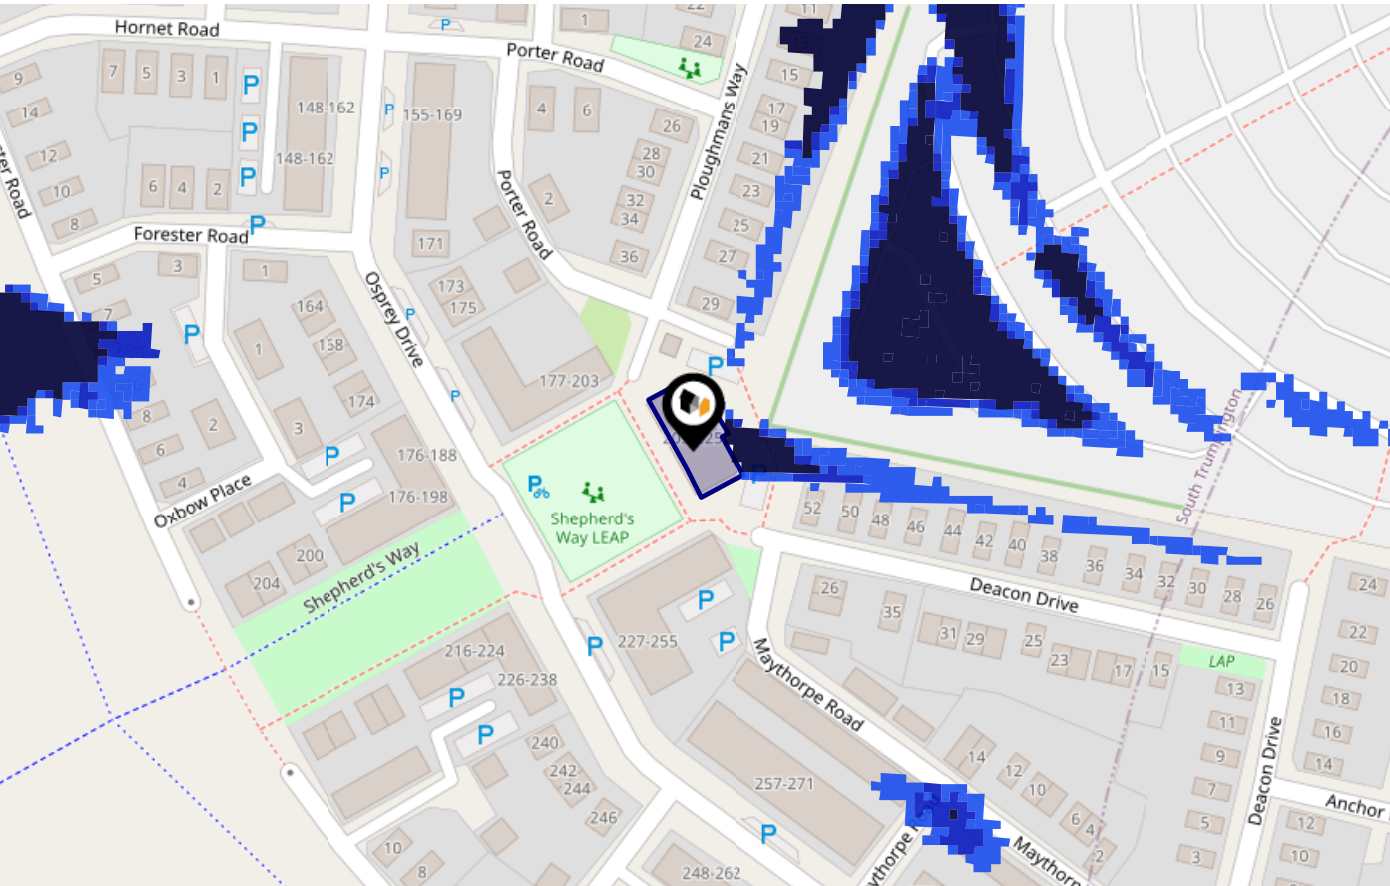 Hornet Road
P
Porter Road
1
22
24
11
13
15
9
7
5
3
1
P
148-162
155-169
P
4
6
26
17
19
Ploughmans Way
14
P
12
148-162
P
28
30
21
10
6
4
2
P
2
32
34
23
8
P
Forester Road
Porter Road
25
171
36
27
5
3
1
Osprey Drive
173
175
29
7
164
P
P
1
158
P
177-203
174
P
8
2
3
176-188
6
P
4
176-198
P
P
Oxbow Place
Shepherd's
Way LEAP
P
52
50
48
46
44
42
40
38
36
34
32
30
28
26
South Trumpington
200
204
Shepherd's Way
Deacon Drive
26
35
31
29
25
23
17
15
LAP
24
22
20
18
16
14
P
P
227-255
P
216-224
226-238
P
P
Maythorpe Road
13
11
9
7
5
3
Deacon Drive
240
242
244
246
257-271
14
12
10
6
4
2
Anchor
12
10
P
10
8
248-262
Maythorp